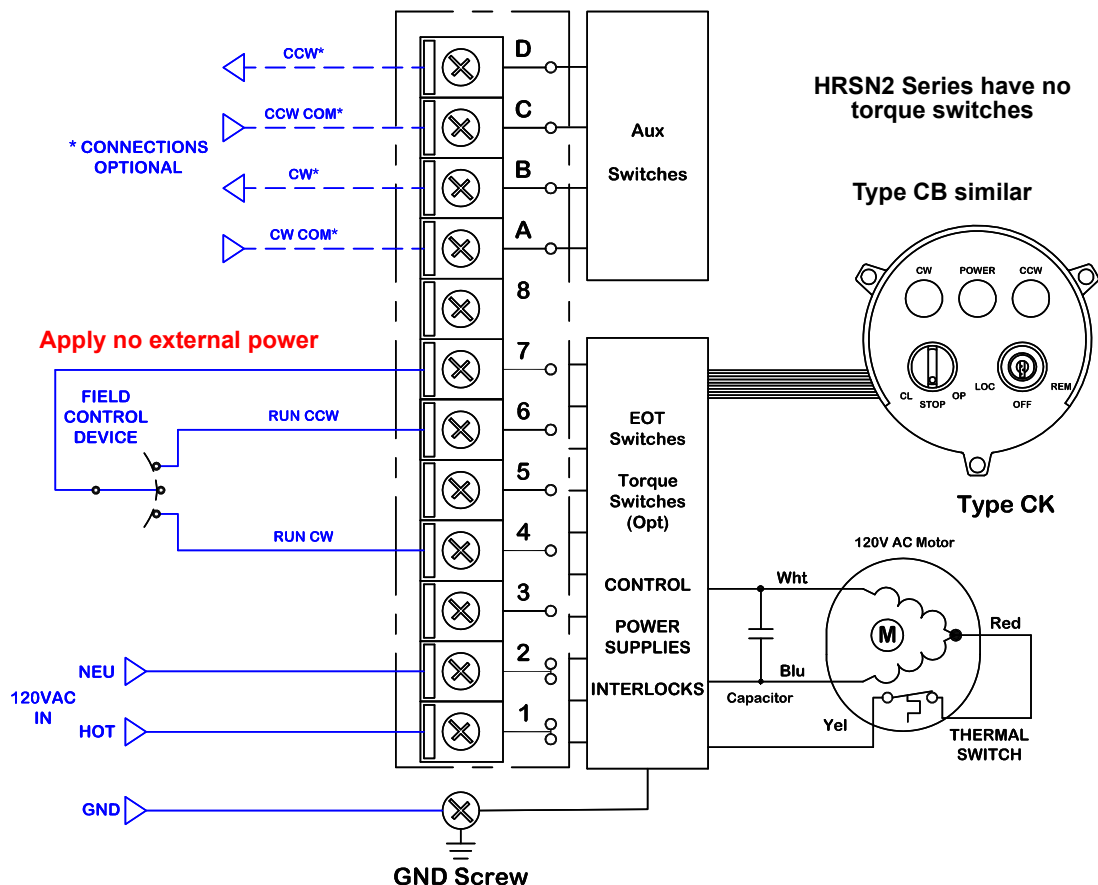 CCW*
D
CCW COM*
C
* CONNECTIONS
OPTIONAL
CW*
B
CW COM*
A
Aux
Switches
HRSN2 Series have no
torque switches
Type CB similar
CW
POWER
CCW
CL
STOP
OP
LOC
OFF
REM
Type CK
8
Apply no external power
7
FIELD
CONTROL
DEVICE
RUN CCW
6
5
RUN CW
4
3
EOT
Switches
Torque
Switches
(Opt)
CONTROL
POWER
SUPPLIES
INTERLOCKS
120V AC Motor
Wht
M
Red
Blu
Capacitor
Yel
THERMAL
SWITCH
NEU
2
120VAC
IN
HOT
1
GND
GND Screw